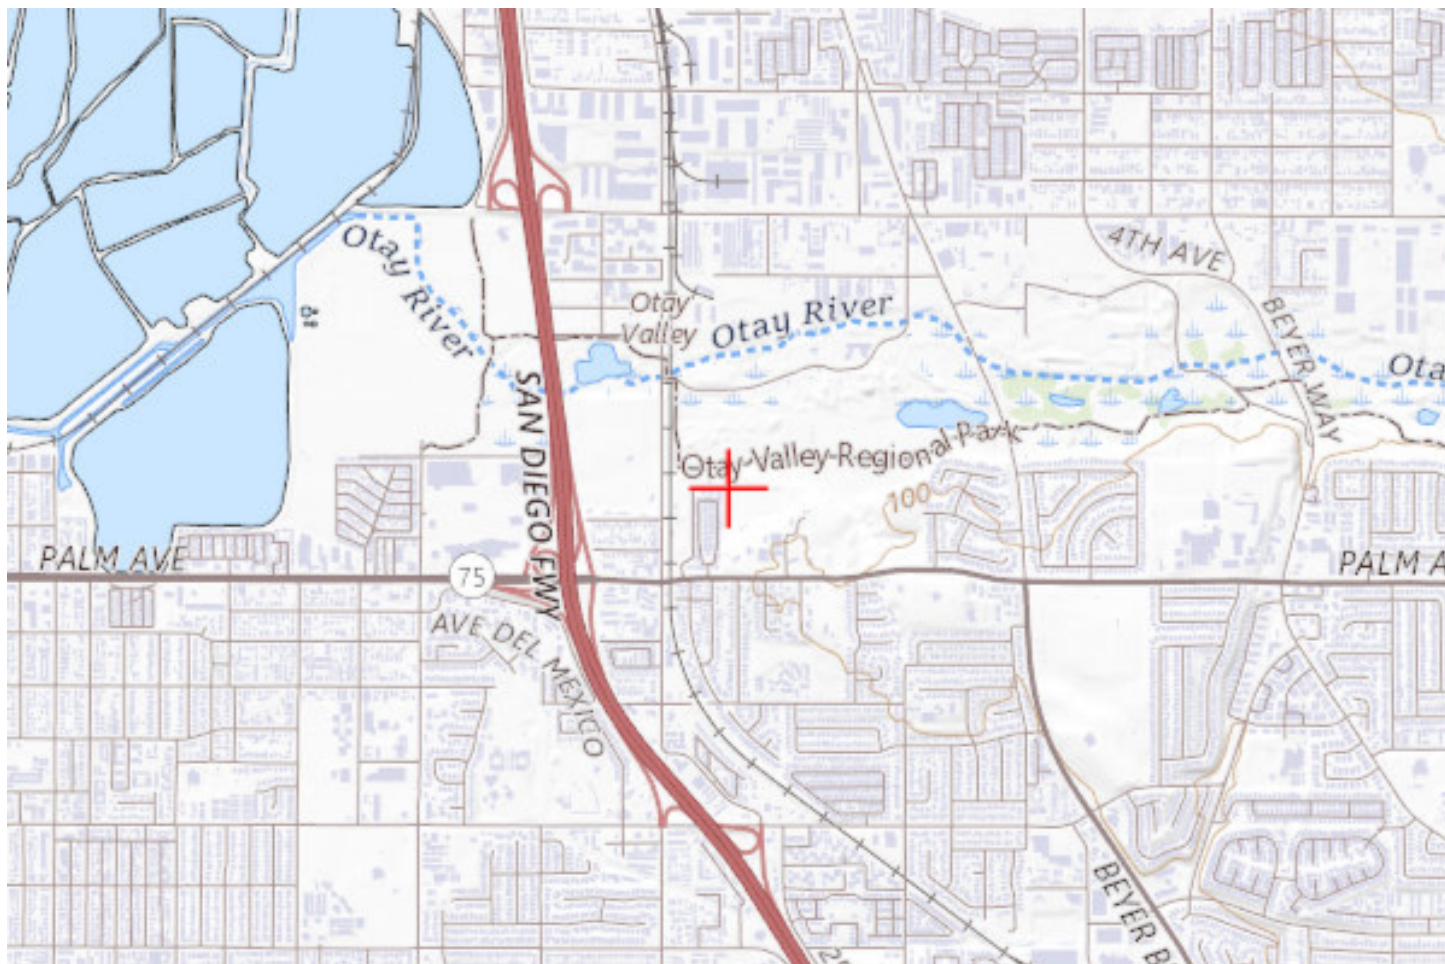 4TH AVE
Otay River
Otay
Valley
Otay River
BEYER WAY
Ota
SAN DIEGO FWY
Otay-Valley-Regional-Park
100
PALM AVE
75
PALM A
AVE DEL MEXICO
BEYER B